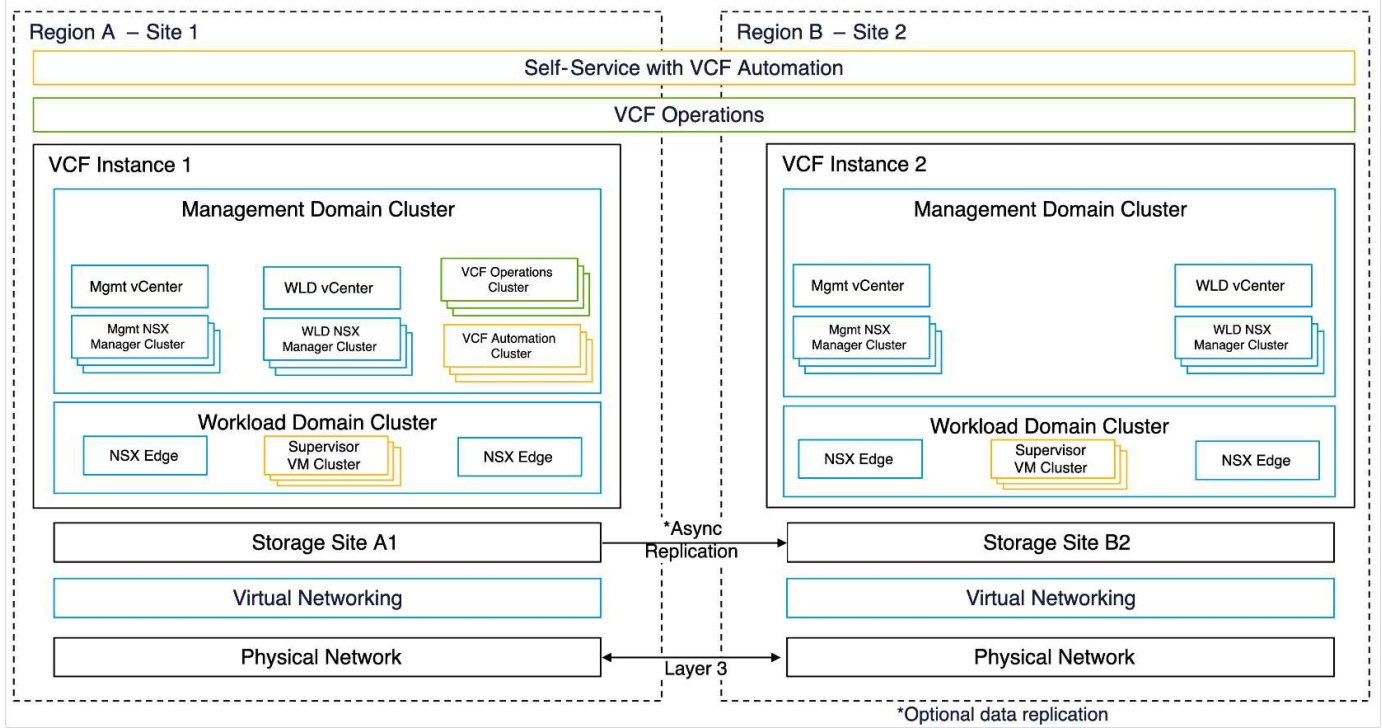 Region A – Site 1
Region B – Site 2
Self-Service with VCF Automation
VCF Operations
VCF Instance 1
Management Domain Cluster
Mgmt vCenter
WLD vCenter
VCF Operations
Cluster
Mgmt NSX
Manager Cluster
WLD NSX
Manager Cluster
VCF Automation
Cluster
Workload Domain Cluster
NSX Edge
Supervisor
VM Cluster
NSX Edge
VCF Instance 2
Management Domain Cluster
Mgmt vCenter
WLD vCenter
Mgmt NSX
Manager Cluster
WLD NSX
Manager Cluster
Workload Domain Cluster
NSX Edge
Supervisor
VM Cluster
NSX Edge
Storage Site A1
*Async
Replication
Storage Site B2
Virtual Networking
Virtual Networking
Physical Network
Layer 3
Physical Network
*Optional data replication